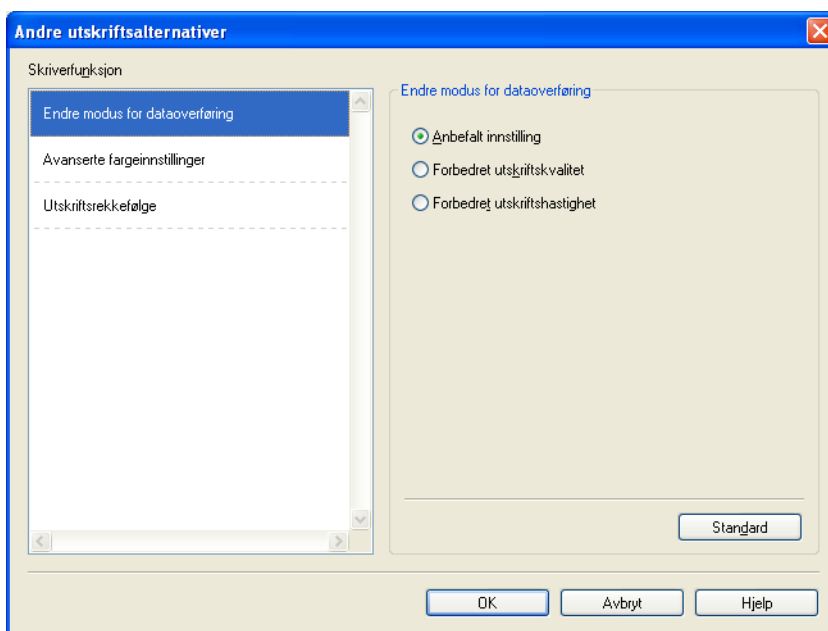 Andre utskriftsalternativer
Skriverfunksjon
Endre modus for dataoverføring
Avanserte fargeinnstillinger
Utskriftsrekkefølge
Endre modus for dataoverføring
Anbefalt innstilling
Forbedret utskriftskvalitet
Forbedret utskriftshastighet
Standard
OK Avbryt Hjelp